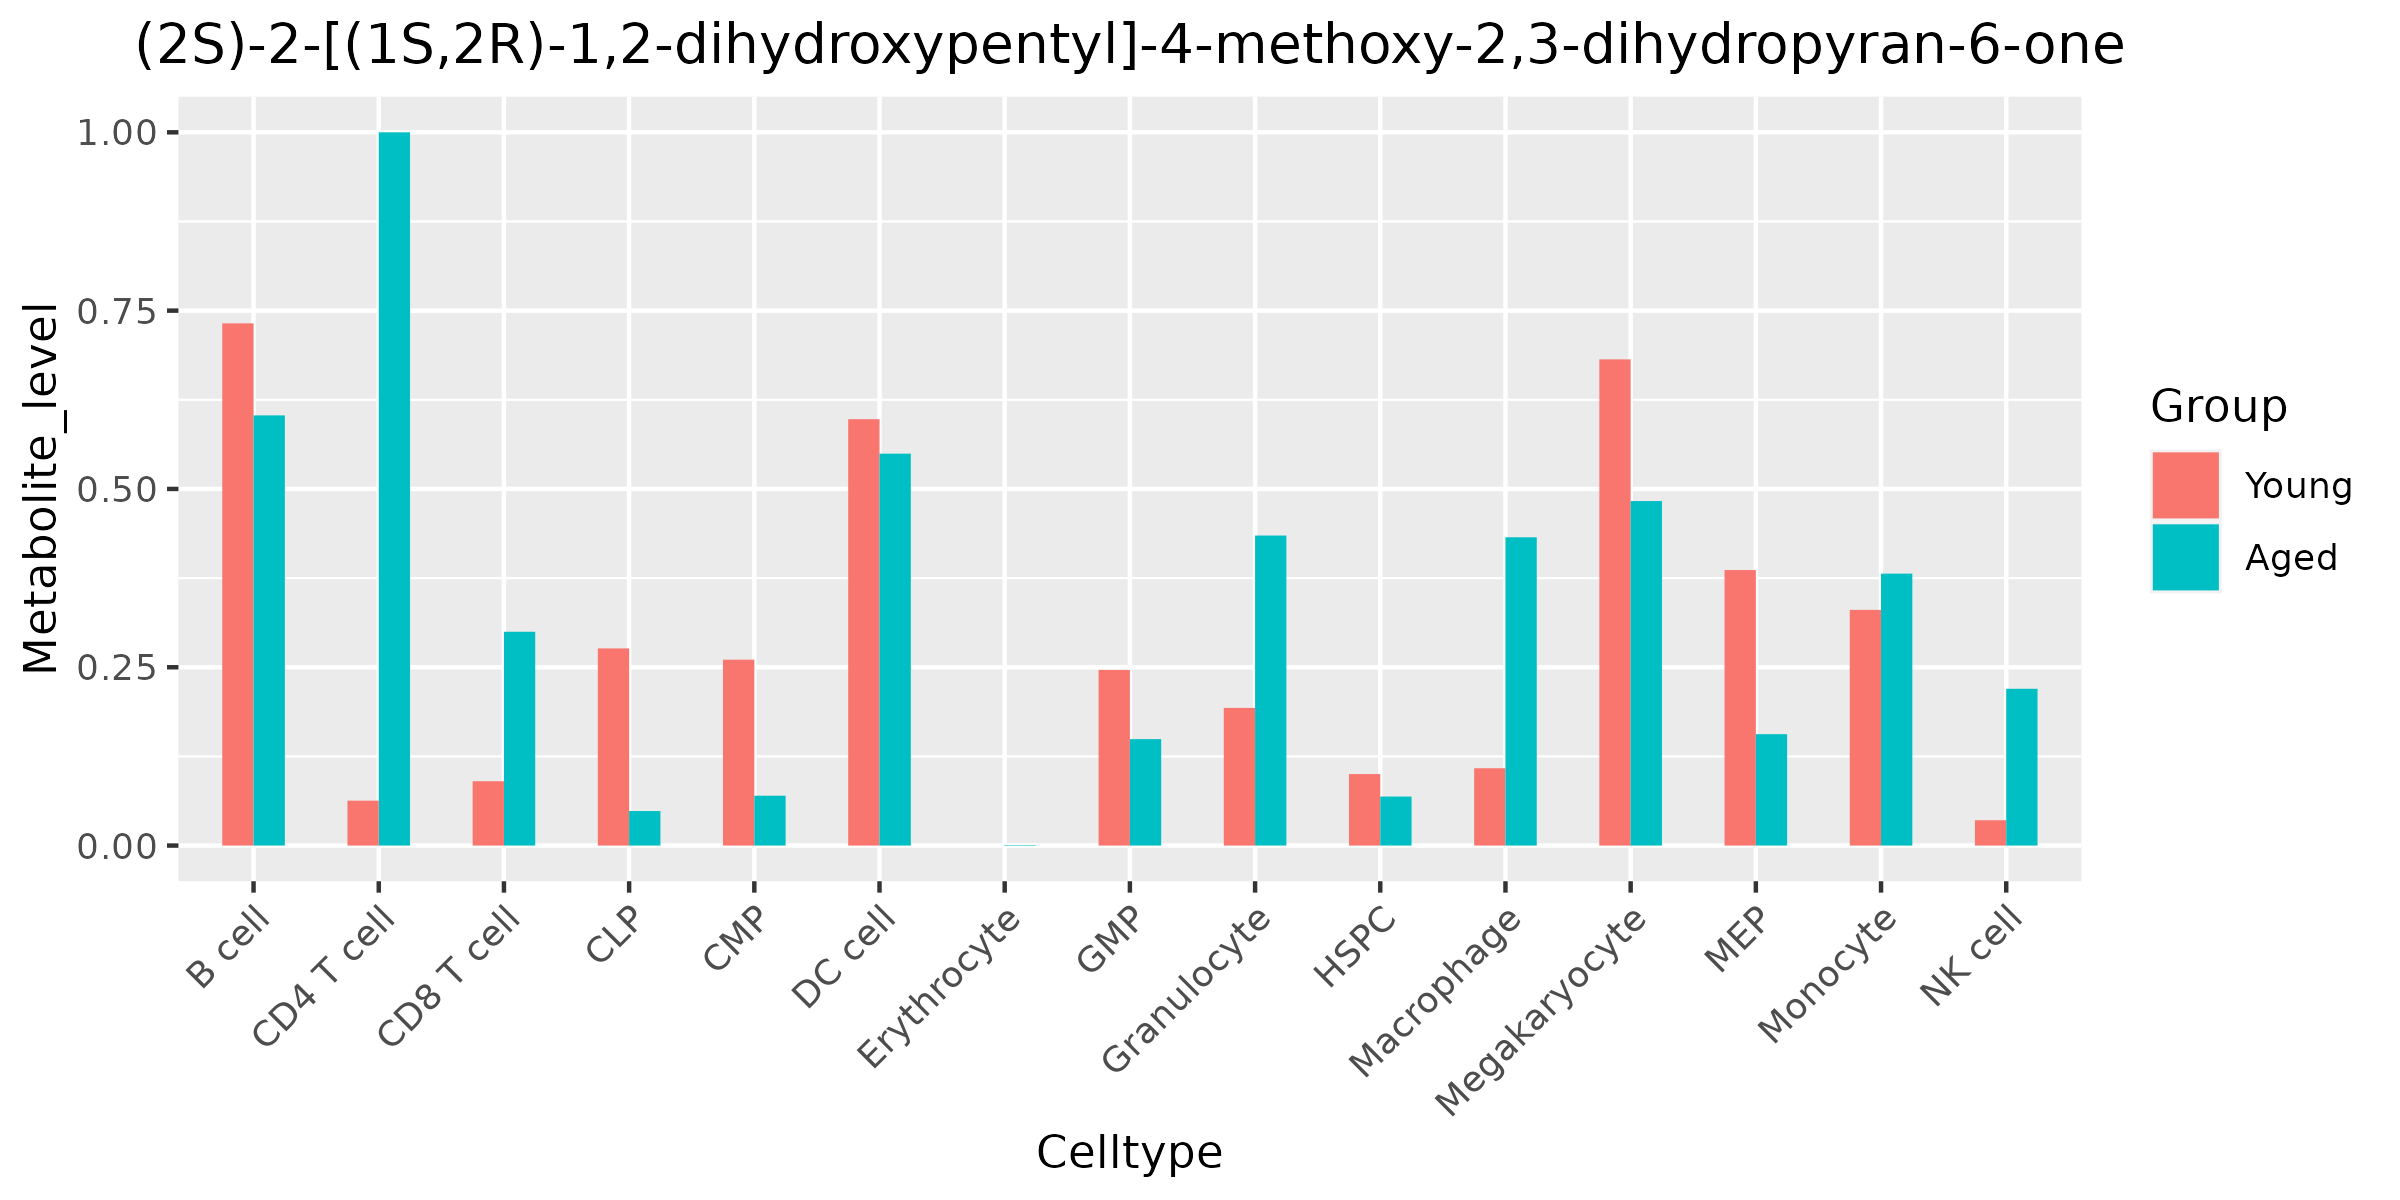 (2S)-2-[(1S,2R)-1,2-dihydroxypentyl]-4-methoxy-2,3-dihydropyran-6-one
Metabolite_level
1.00
0.75
0.50
0.25
0.00
B cell
CD4 T cell
CD8 T cell
CLP
CMP
DC cell
Erythrocyte
GMP
Granulocyte
HSPC
Macrophage
Megakaryocyte
MEP
Monocyte
NK cell
Celltype
Group
Young
Aged